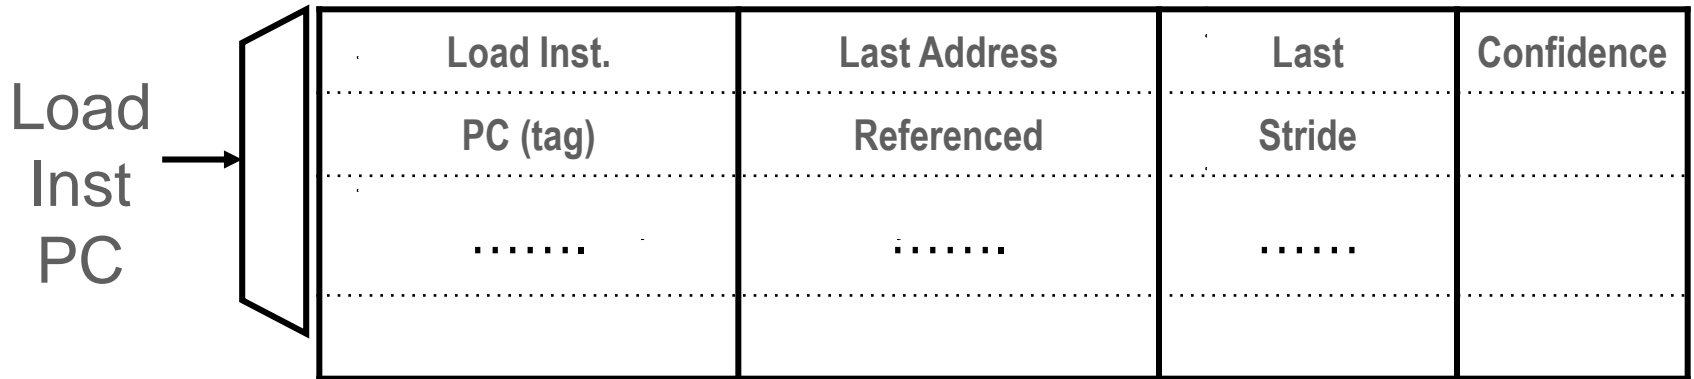 Load
Inst
PC
Load Inst. Last Address Last Confidence
PC (tag) Referenced Stride
....... ....... ......